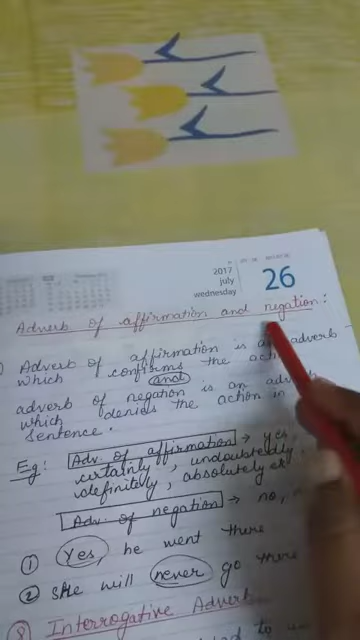 2017
july
wednesday
26
Adverb of affirmation and negation:
Adverb of affirmation is an adverb
which confirms the action
and
adverb of negation is an adverb
which denies the action in
sentence.
Eg: Adv. of affirmation → yes,
certainly, undoubtedly
definitely, absolutely etc
Adv. of negation → no,
① Yes, he went there
② She will never go there
⑧ Interrogative Adverb